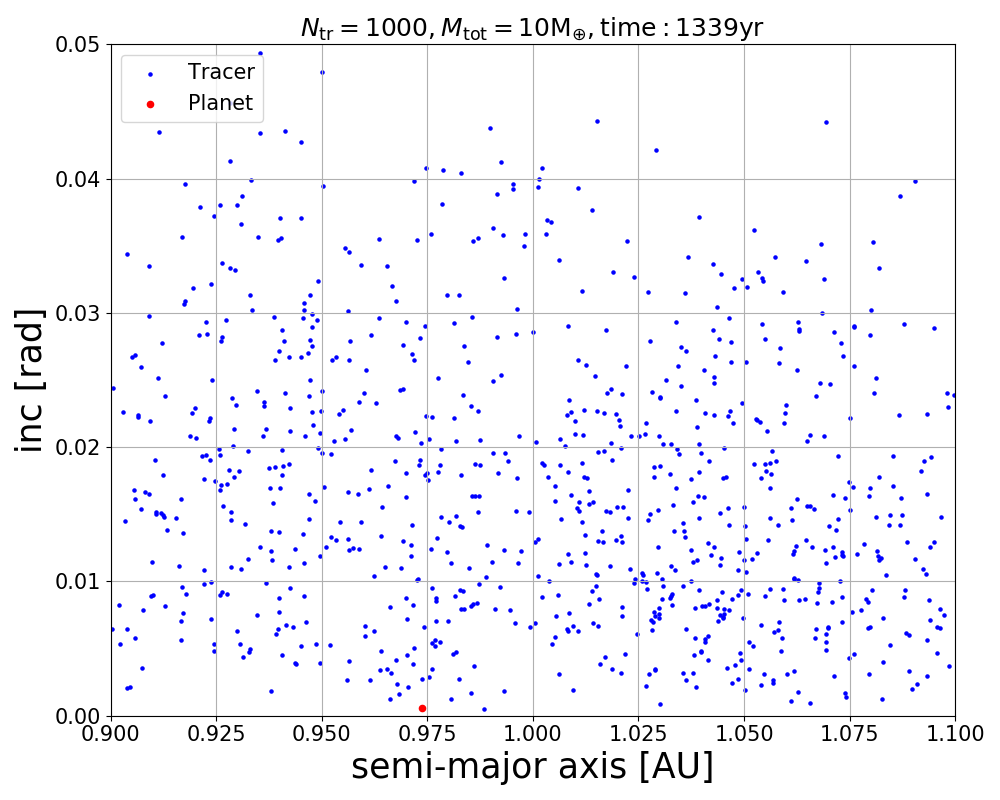 N_tr = 1000, M_tot = 10M_⊕, time : 1339yr
Tracer
Planet
0.05
0.04
0.03
0.02
0.01
0.00
inc [rad]
0.900 0.925 0.950 0.975 1.000 1.025 1.050 1.075 1.100
semi-major axis [AU]